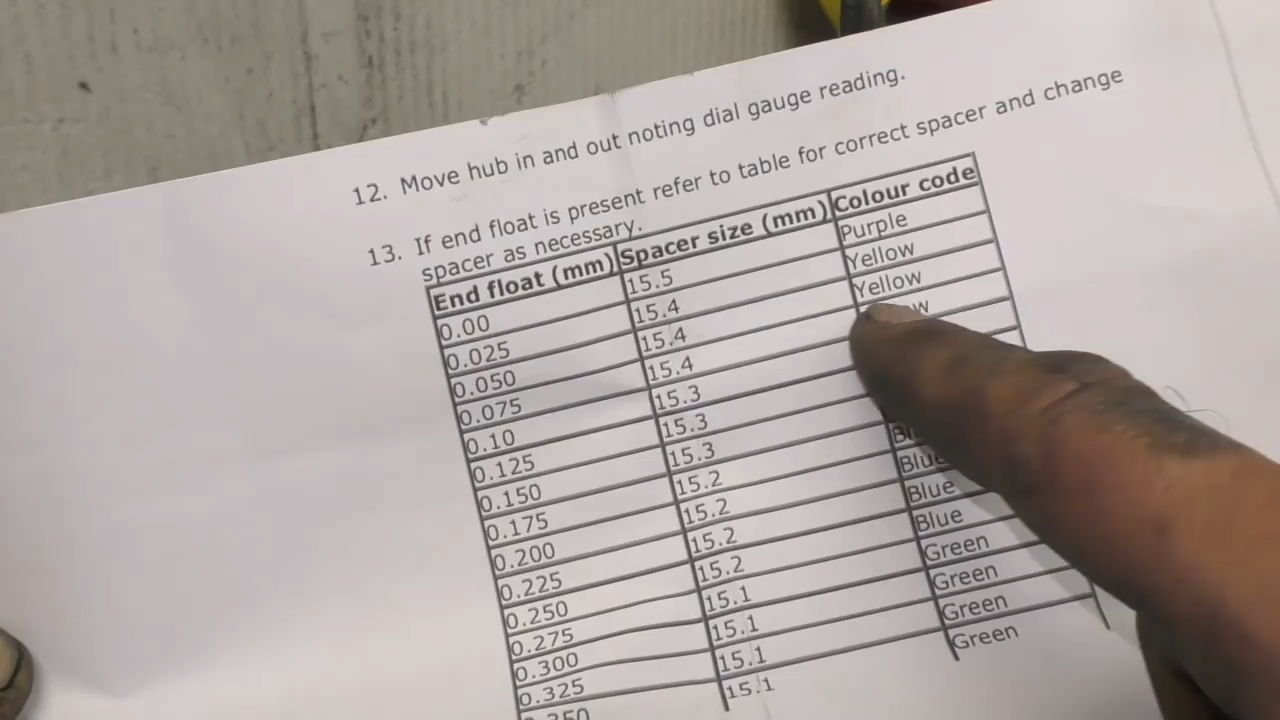 12. Move hub in and out noting dial gauge reading.
13. If end float is present refer to table for correct spacer and change
spacer as necessary.
End float (mm) Spacer size (mm) Colour code
0.00 15.5 Purple
0.025 15.4 Yellow
0.050 15.4 Yellow
0.075 15.4
0.10 15.3
0.125 15.3
0.150 15.3
0.175 15.2
0.200 15.2 Blue
0.225 15.2 Blue
0.250 15.2 Blue
0.275 15.1 Green
0.300 15.1 Green
0.325 15.1 Green
15.1 Green